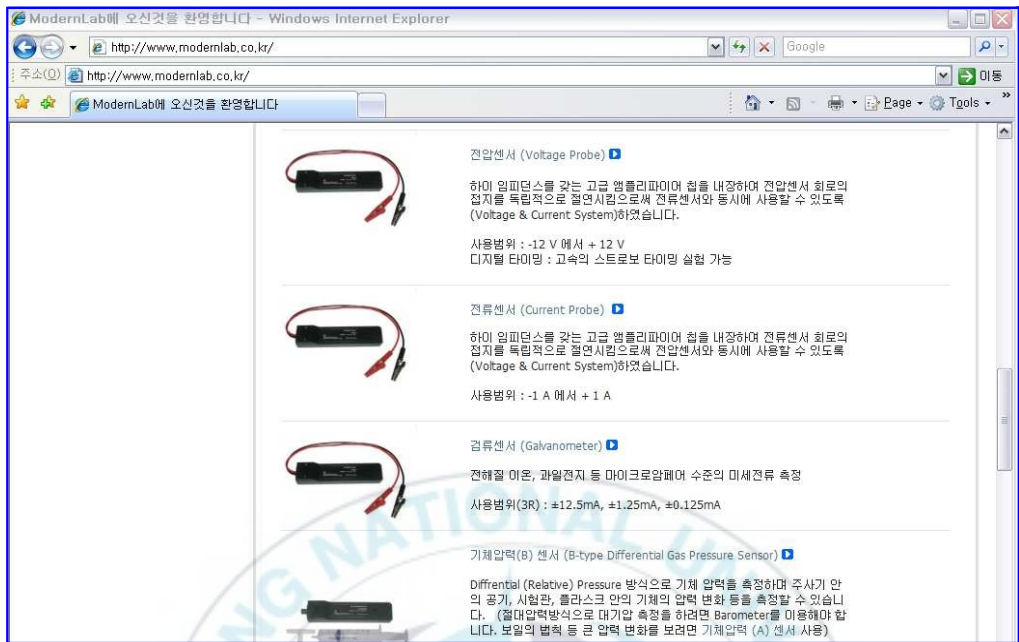 ModernLab에 오신것을 환영합니다 - Windows Internet Explorer
http://www.modernlab.co.kr/
Google
주소(O) http://www.modernlab.co.kr/
이동
ModernLab에 오신것을 환영합니다
Page
Tools
전압센서 (Voltage Probe)
하이 임피던스를 갖는 고급 앰플리파이어 칩을 내장하여 전압센서 회로의
접지를 독립적으로 절연시킴으로써 전류센서와 동시에 사용할 수 있도록
(Voltage & Current System)하였습니다.
사용범위 : -12 V 에서 + 12 V
디지털 타이밍 : 고속의 스트로보 타이밍 실험 가능
전류센서 (Current Probe)
하이 임피던스를 갖는 고급 앰플리파이어 칩을 내장하여 전류센서 회로의
접지를 독립적으로 절연시킴으로써 전압센서와 동시에 사용할 수 있도록
(Voltage & Current System)하였습니다.
사용범위 : -1 A 에서 + 1 A
검류센서 (Galvanometer)
전해질 이온, 과일전지 등 마이크로암페어 수준의 미세전류 측정
사용범위(3R) : ±12.5mA, ±1.25mA, ±0.125mA
NG NATIONAL UN
기체압력(B) 센서 (B-type Differential Gas Pressure Sensor)
Diffrential (Relative) Pressure 방식으로 기체 압력을 측정하며 주사기 안
의 공기, 시험관, 플라스크 안의 기체의 압력 변화 등을 측정할 수 있습니
다. (절대압력방식으로 대기압 측정을 하려면 Barometer를 이용해야 합
니다. 보일의 법칙 등 큰 압력 변화를 보려면 기체압력 (A) 센서 사용)